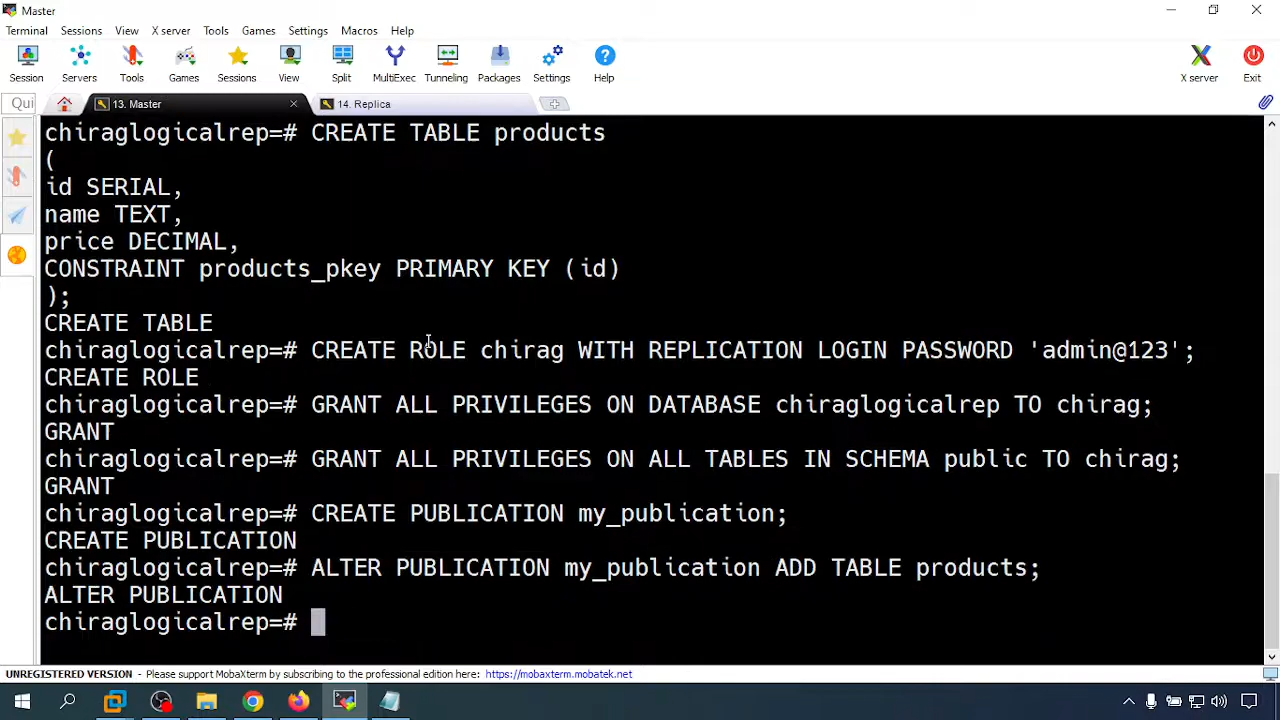 Master
Terminal Sessions View X server Tools Games Settings Macros Help
Session Servers Tools Games Sessions View Split MultiExec Tunneling Packages Settings Help X server Exit
Qui 13. Master 14. Replica
chiraglogicalrep=# CREATE TABLE products
(
id SERIAL,
name TEXT,
price DECIMAL,
CONSTRAINT products_pkey PRIMARY KEY (id)
);
CREATE TABLE
chiraglogicalrep=# CREATE ROLE chirag WITH REPLICATION LOGIN PASSWORD 'admin@123';
CREATE ROLE
chiraglogicalrep=# GRANT ALL PRIVILEGES ON DATABASE chiraglogicalrep TO chirag;
GRANT
chiraglogicalrep=# GRANT ALL PRIVILEGES ON ALL TABLES IN SCHEMA public TO chirag;
GRANT
chiraglogicalrep=# CREATE PUBLICATION my_publication;
CREATE PUBLICATION
chiraglogicalrep=# ALTER PUBLICATION my_publication ADD TABLE products;
ALTER PUBLICATION
chiraglogicalrep=#
UNREGISTERED VERSION - Please support MobaXterm by subscribing to the professional edition here: https://mobaxterm.mobatek.net